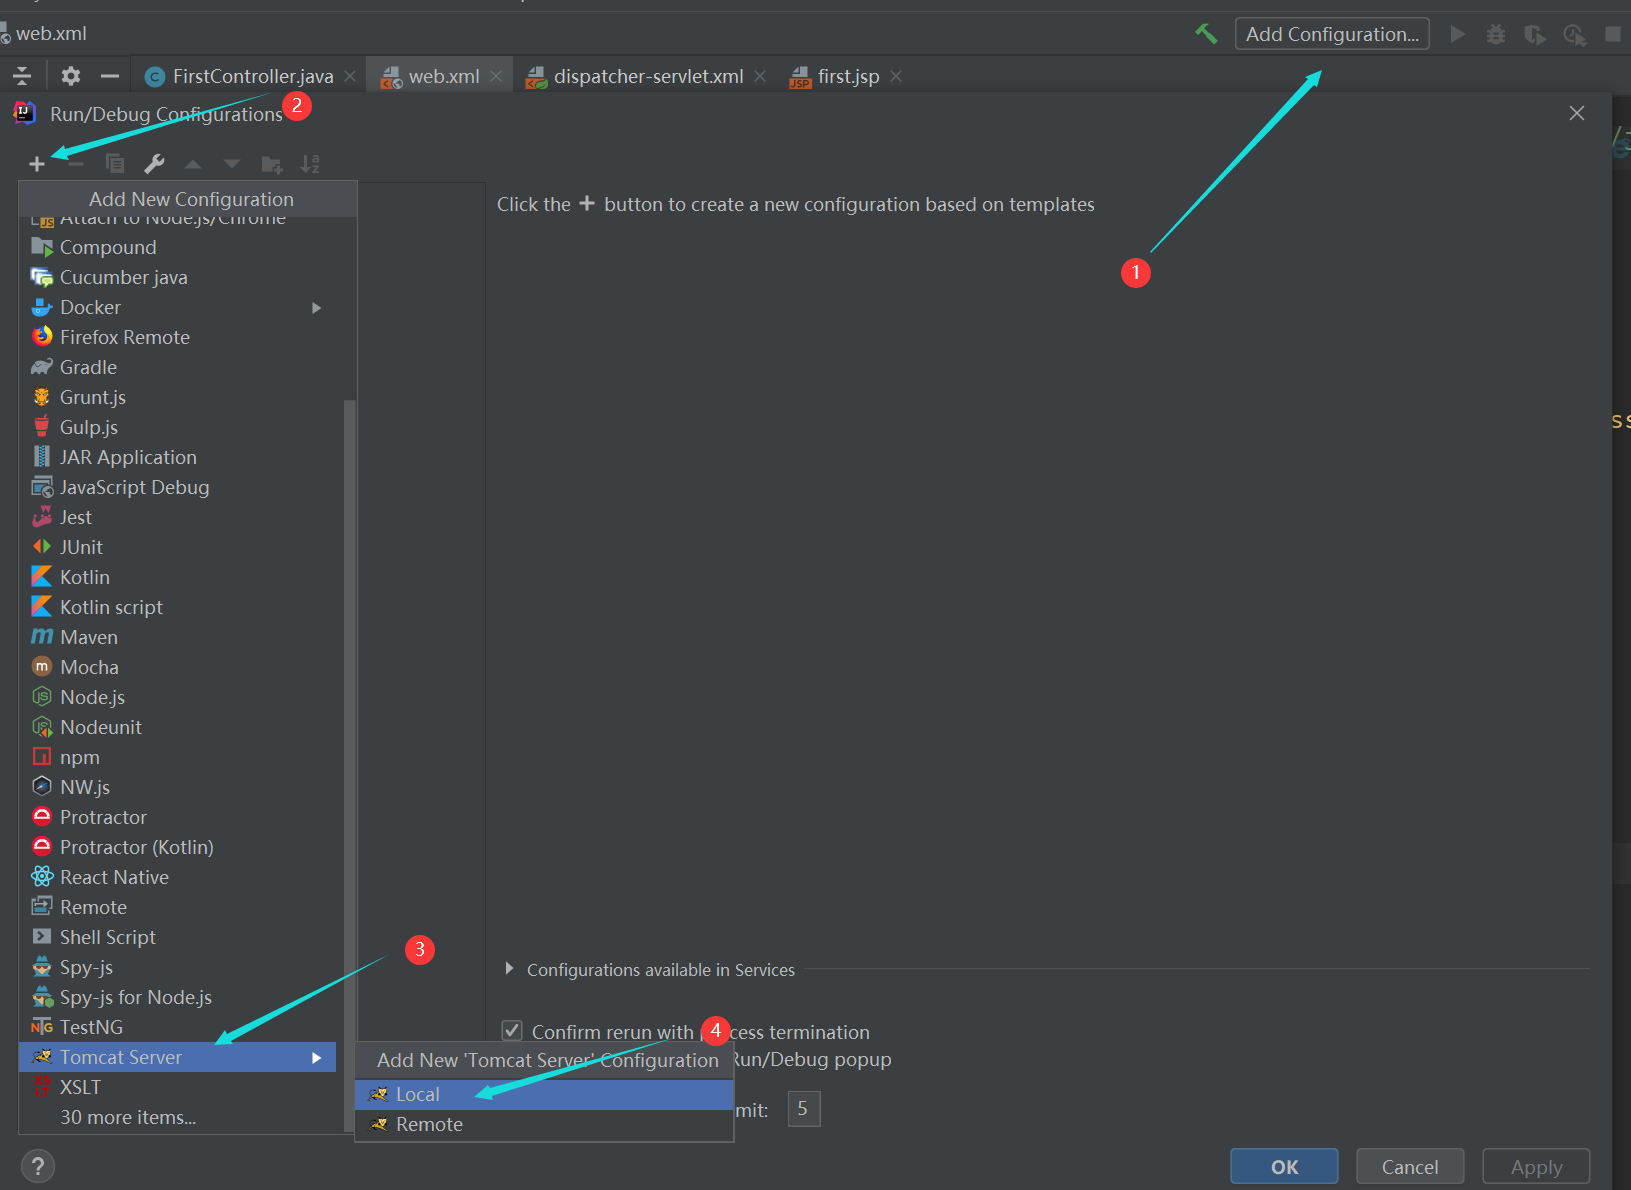 web.xml
Add Configuration...
FirstController.java
web.xml
dispatcher-servlet.xml
first.jsp
2
Run/Debug Configurations
Add New Configuration
Click the + button to create a new configuration based on templates
Attach to Node.js/Chrome
Compound
1
Cucumber java
Docker
Firefox Remote
Gradle
Grunt.js
Gulp.js
JAR Application
JavaScript Debug
Jest
JUnit
Kotlin
Kotlin script
Maven
Mocha
Node.js
Nodeunit
npm
NW.js
Protractor
Protractor (Kotlin)
React Native
Remote
Shell Script
3
Spy-js
Configurations available in Services
Spy-js for Node.js
TestNG
Confirm rerun with
4
cess termination
Tomcat Server
Add New 'Tomcat Server' Configuration
Run/Debug popup
XSLT
Local
mit:
5
30 more items...
Remote
?
OK
Cancel
Apply